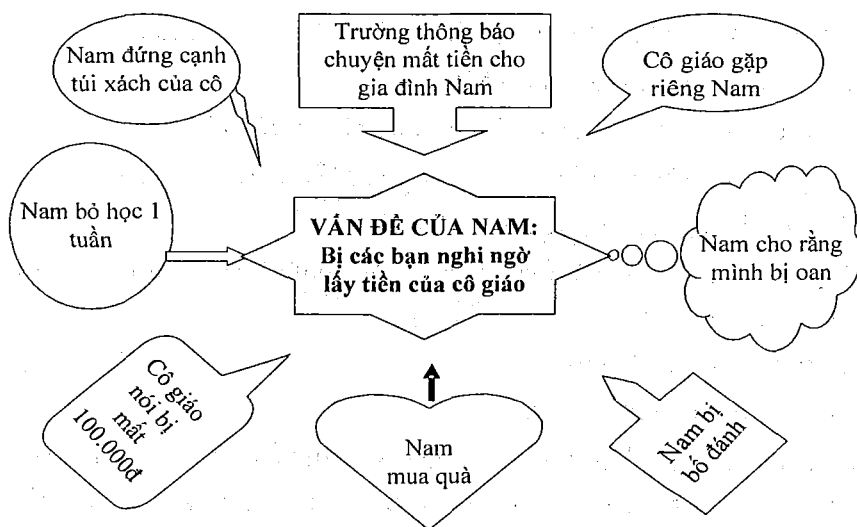 Nam đứng cạnh
túi xách của cô
Trường thông báo
chuyện mất tiền cho
gia đình Nam
Cô giáo gặp
riêng Nam
Nam bỏ học 1
tuần
VẤN ĐỀ CỦA NAM:
Bị các bạn nghi ngờ
lấy tiền của cô giáo
Nam cho rằng
mình bị oan
Cô giáo
nói bị
mất
100.000đ
Nam
mua quà
Nam bị
bố đánh